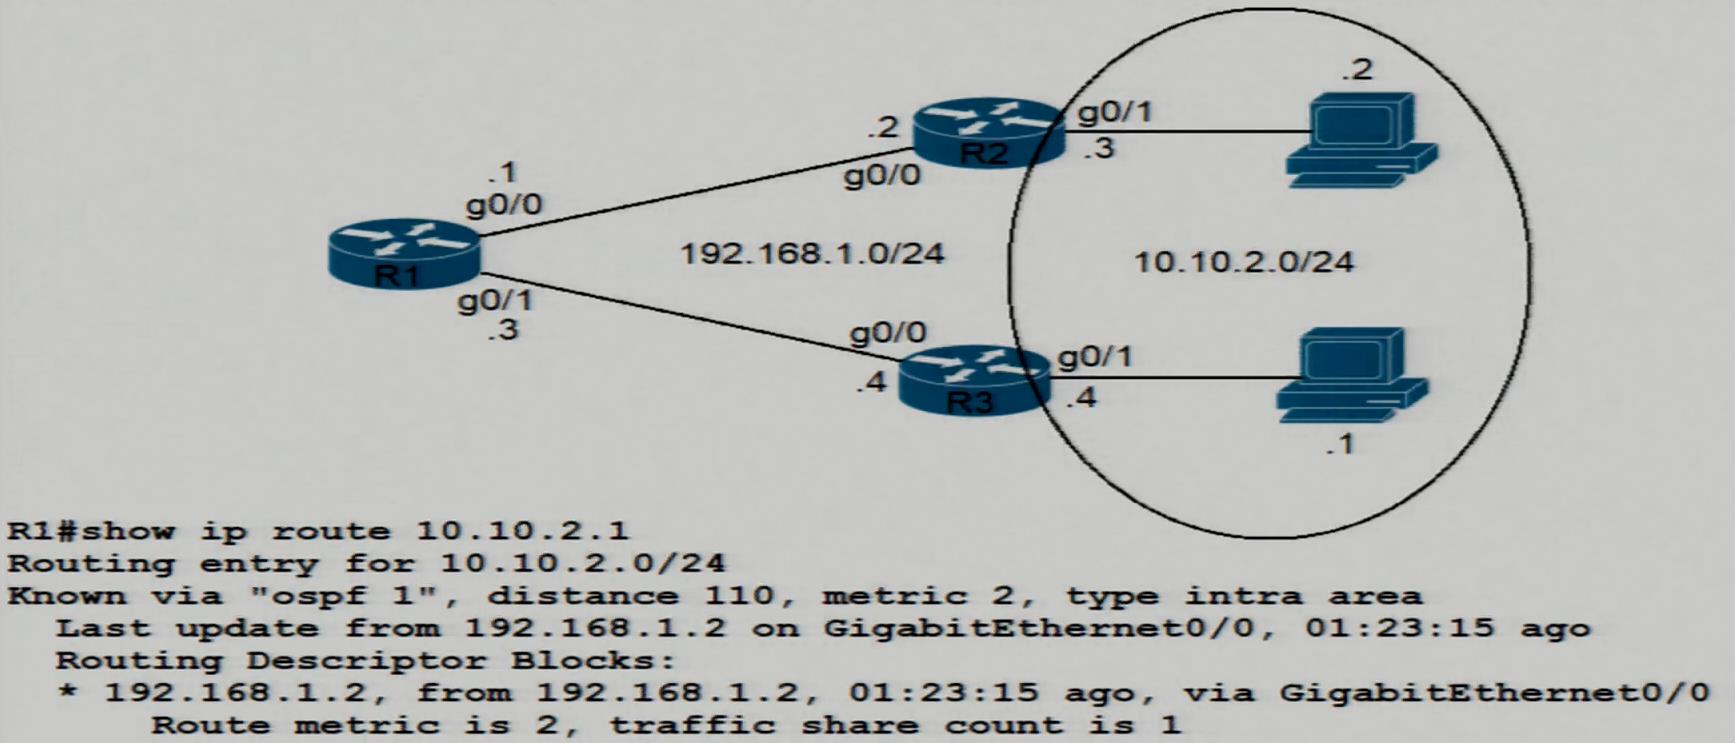 .2
g0/1
.3
.2
R2
g0/0
.1
g0/0
R1
g0/1
.3
192.168.1.0/24
10.10.2.0/24
g0/0
.4
R3
g0/1
.4
.1
R1#show ip route 10.10.2.1
Routing entry for 10.10.2.0/24
Known via "ospf 1", distance 110, metric 2, type intra area
Last update from 192.168.1.2 on GigabitEthernet0/0, 01:23:15 ago
Routing Descriptor Blocks:
* 192.168.1.2, from 192.168.1.2, 01:23:15 ago, via GigabitEthernet0/0
Route metric is 2, traffic share count is 1